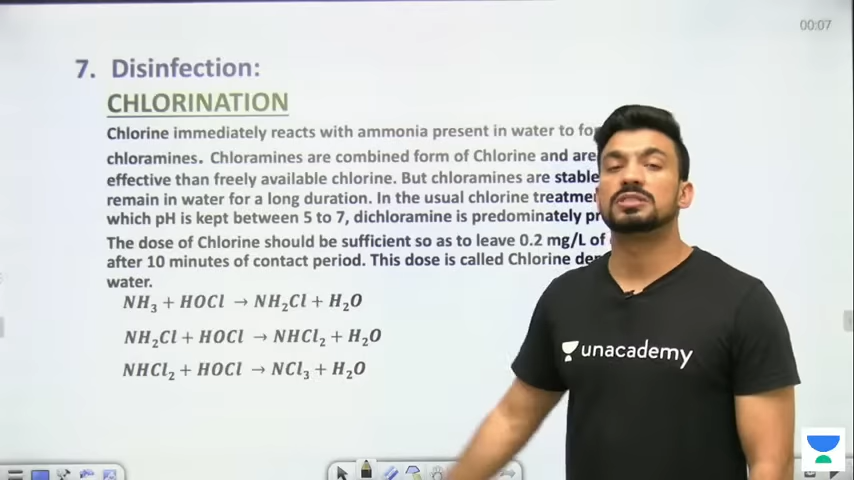 00:07
7. Disinfection:
CHLORINATION
Chlorine immediately reacts with ammonia present in water to
chloramines. Chloramines are combined form of Chlorine and are
effective than freely available chlorine. But chloramines are stable
remain in water for a long duration. In the usual chlorine
which pH is kept between 5 to 7, dichloramine is predominately
The dose of Chlorine should be sufficient so as to leave 0.2 mg/L of
after 10 minutes of contact period. This dose is called Chlorine
water.
NH₃ + HOCl → NH₂Cl + H₂O
NH₂Cl + HOCl → NHCl₂ + H₂O
NHCl₂ + HOCl → NCl₃ + H₂O
unacademy